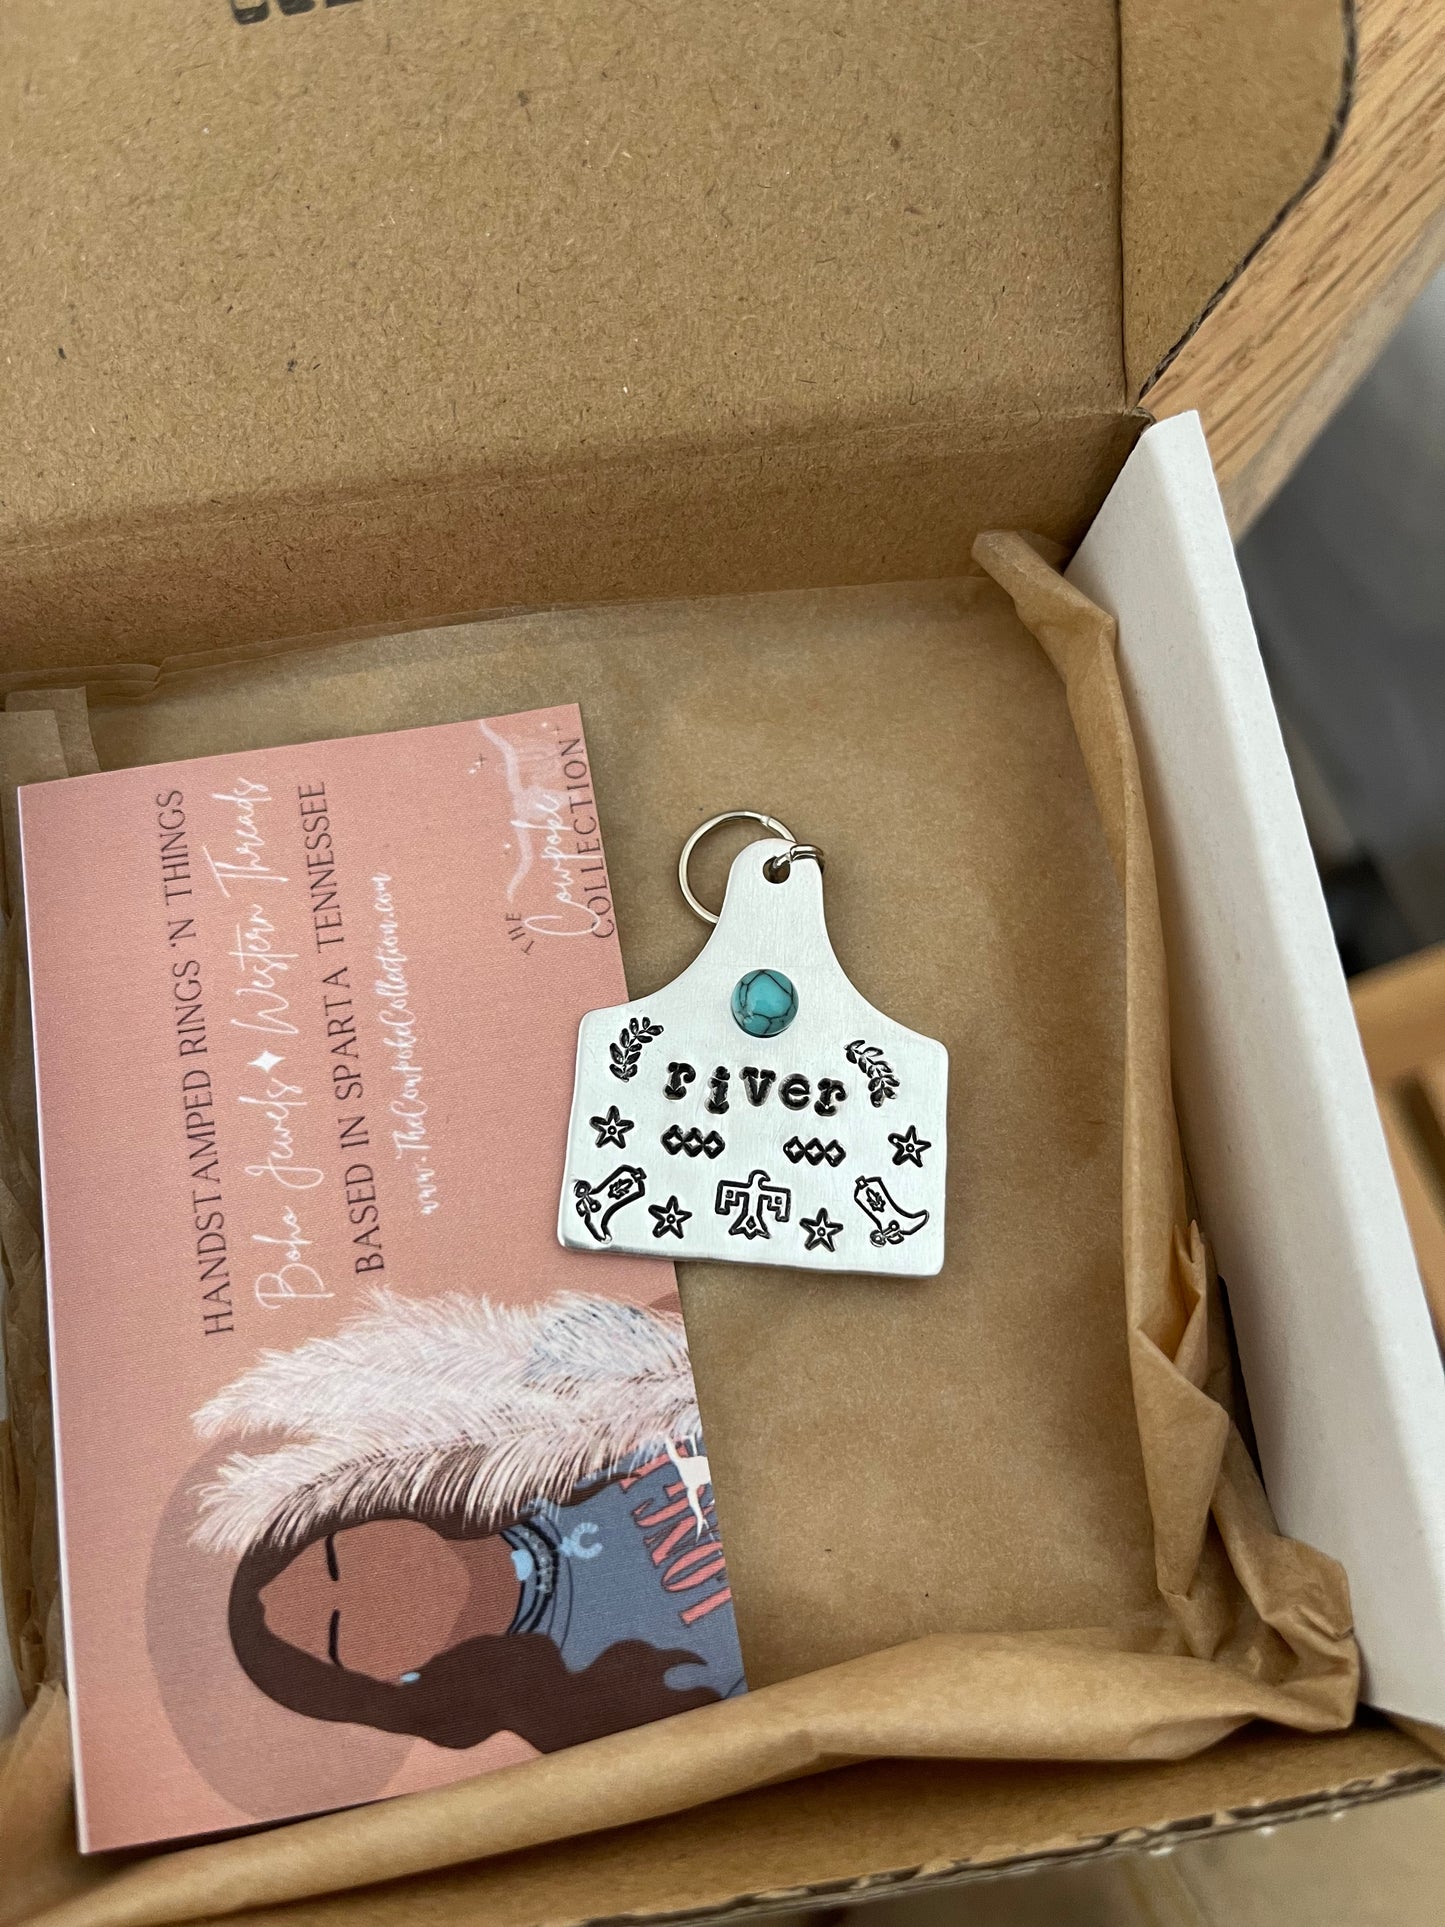 HANDSTAMPED RINGS 'N THINGS
Boho Jewels ✦ Western Threads
BASED IN SPARTA TENNESSEE
www.TheCowpokeCollection.com
THE
Cowpoke
COLLECTION
river